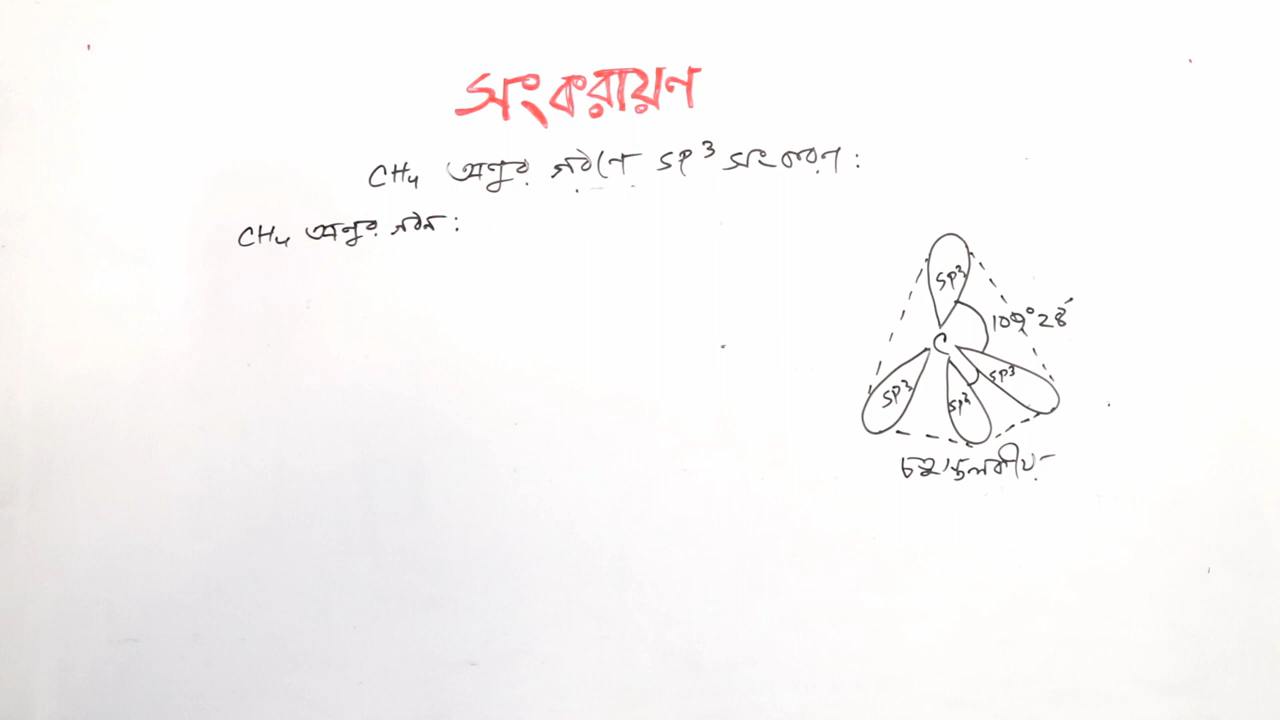 সংকরায়ন
CH4 অনুর গঠনে SP³ সংকরণ :
CH4 অনুর গঠন :
SP³
109°28′
C
SP³
SP³
SP³
চতুস্তলকীয়